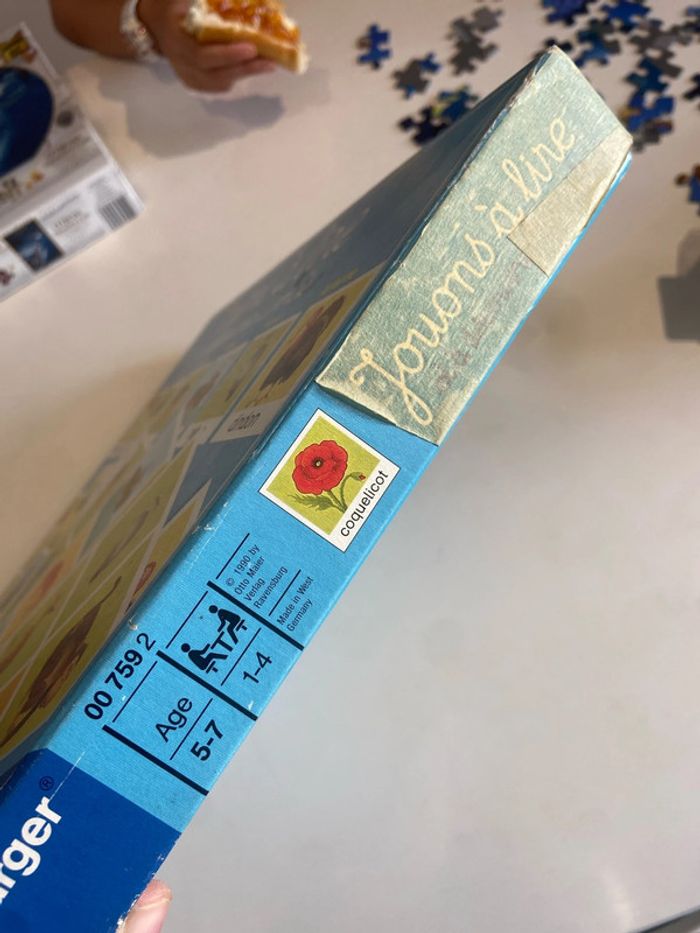 Jouons à lire
coquelicot
© 1990 by
Otto Maier
Verlag
Ravensburg
Made in West
Germany
00 759 2
Age
5-7
1-4
rger®